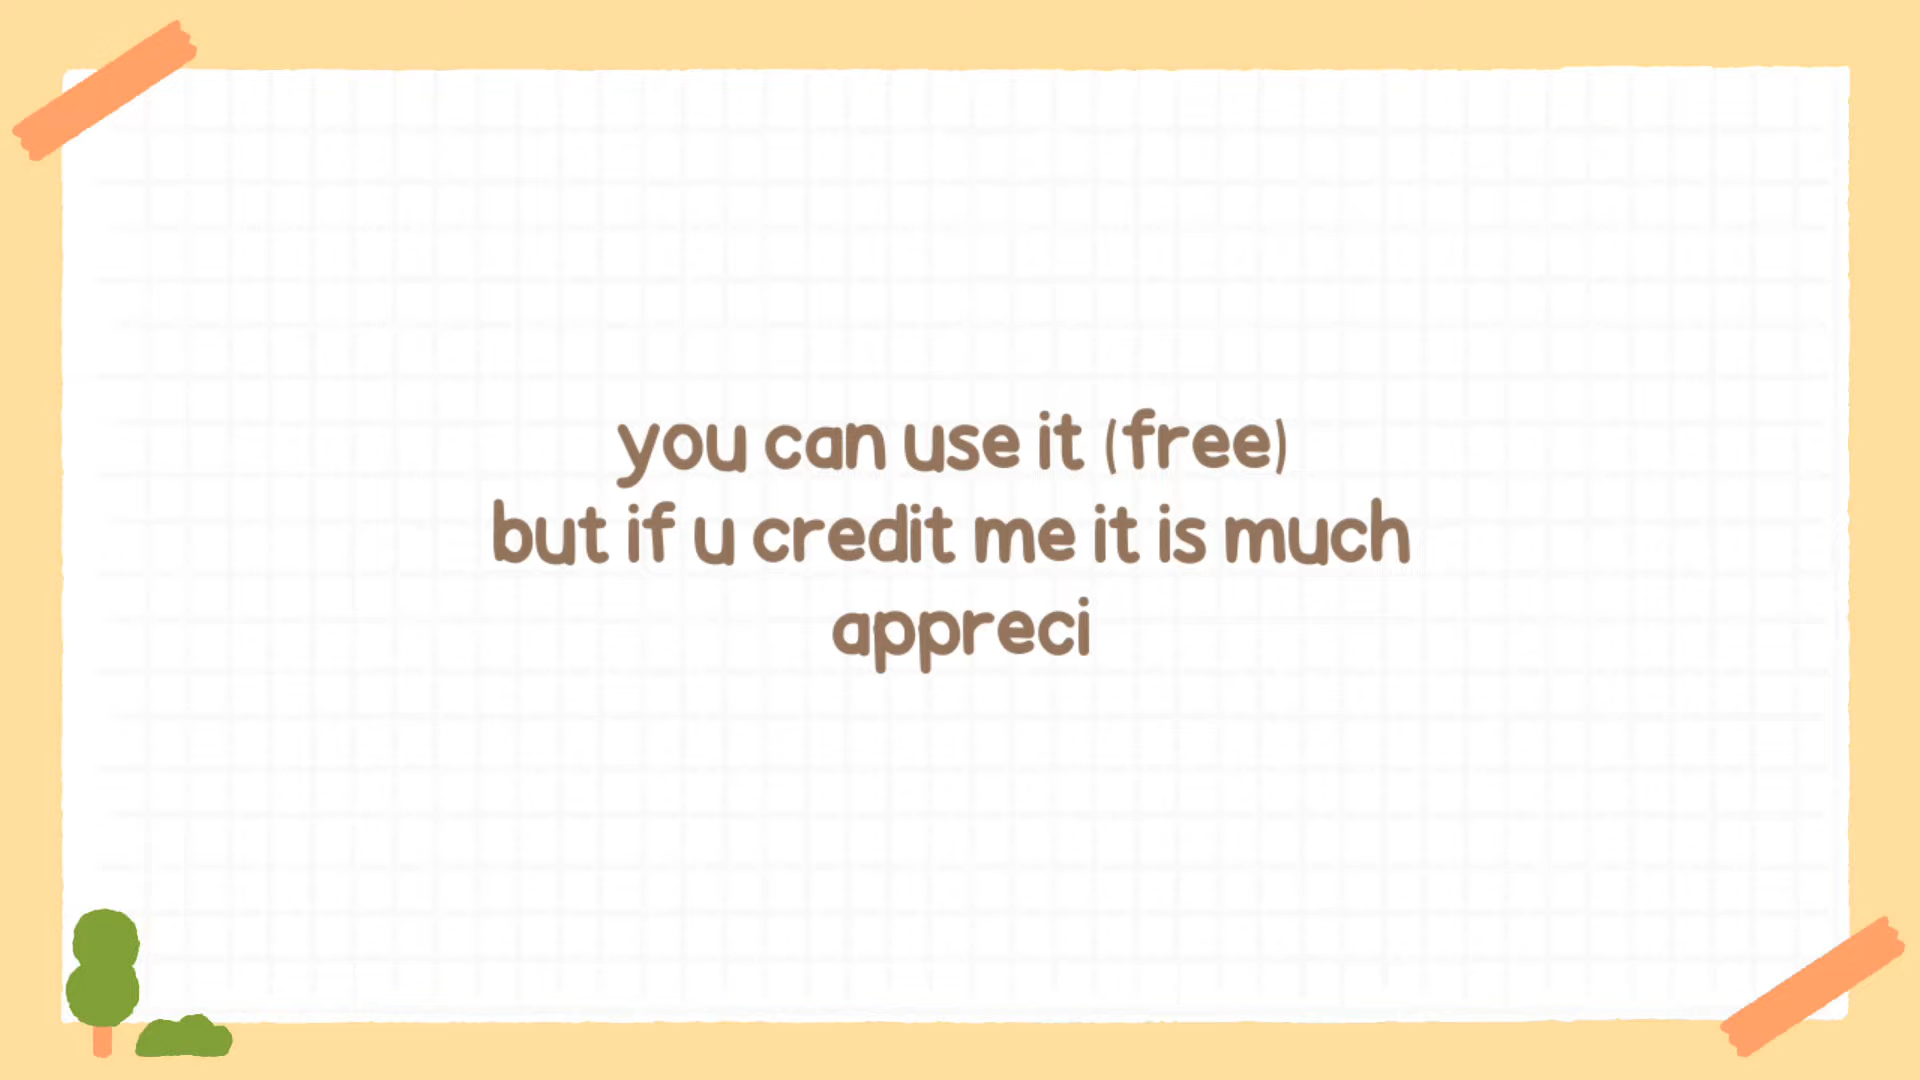 you can use it (free)
but if u credit me it is much
appreci